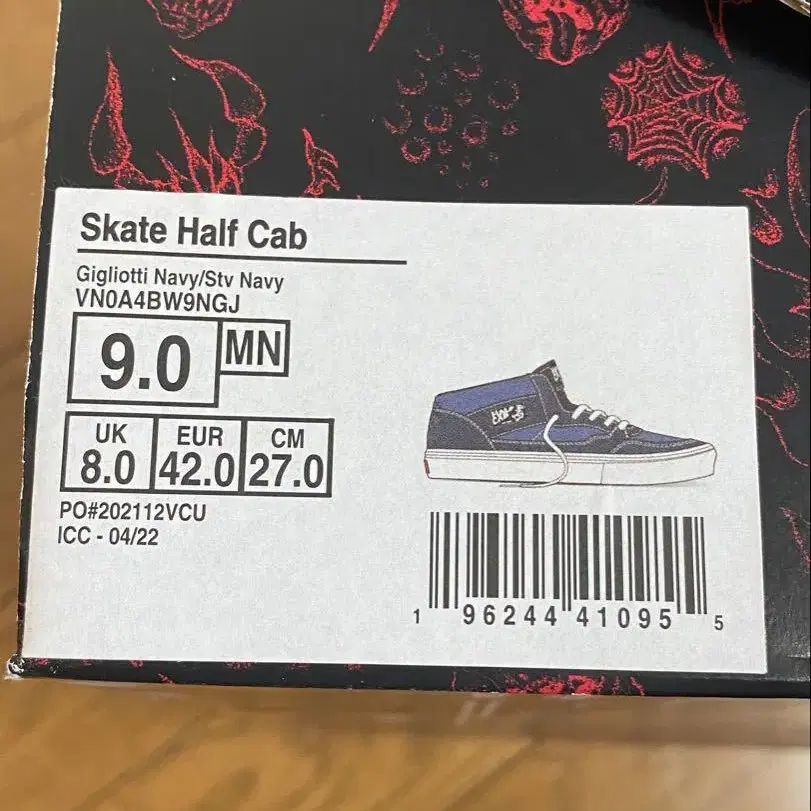 Skate Half Cab
Gigliotti Navy/Stv Navy
VN0A4BW9NGJ
9.0 MN
UK EUR CM
8.0 42.0 27.0
PO#202112VCU
ICC - 04/22
1 96244 41095 5